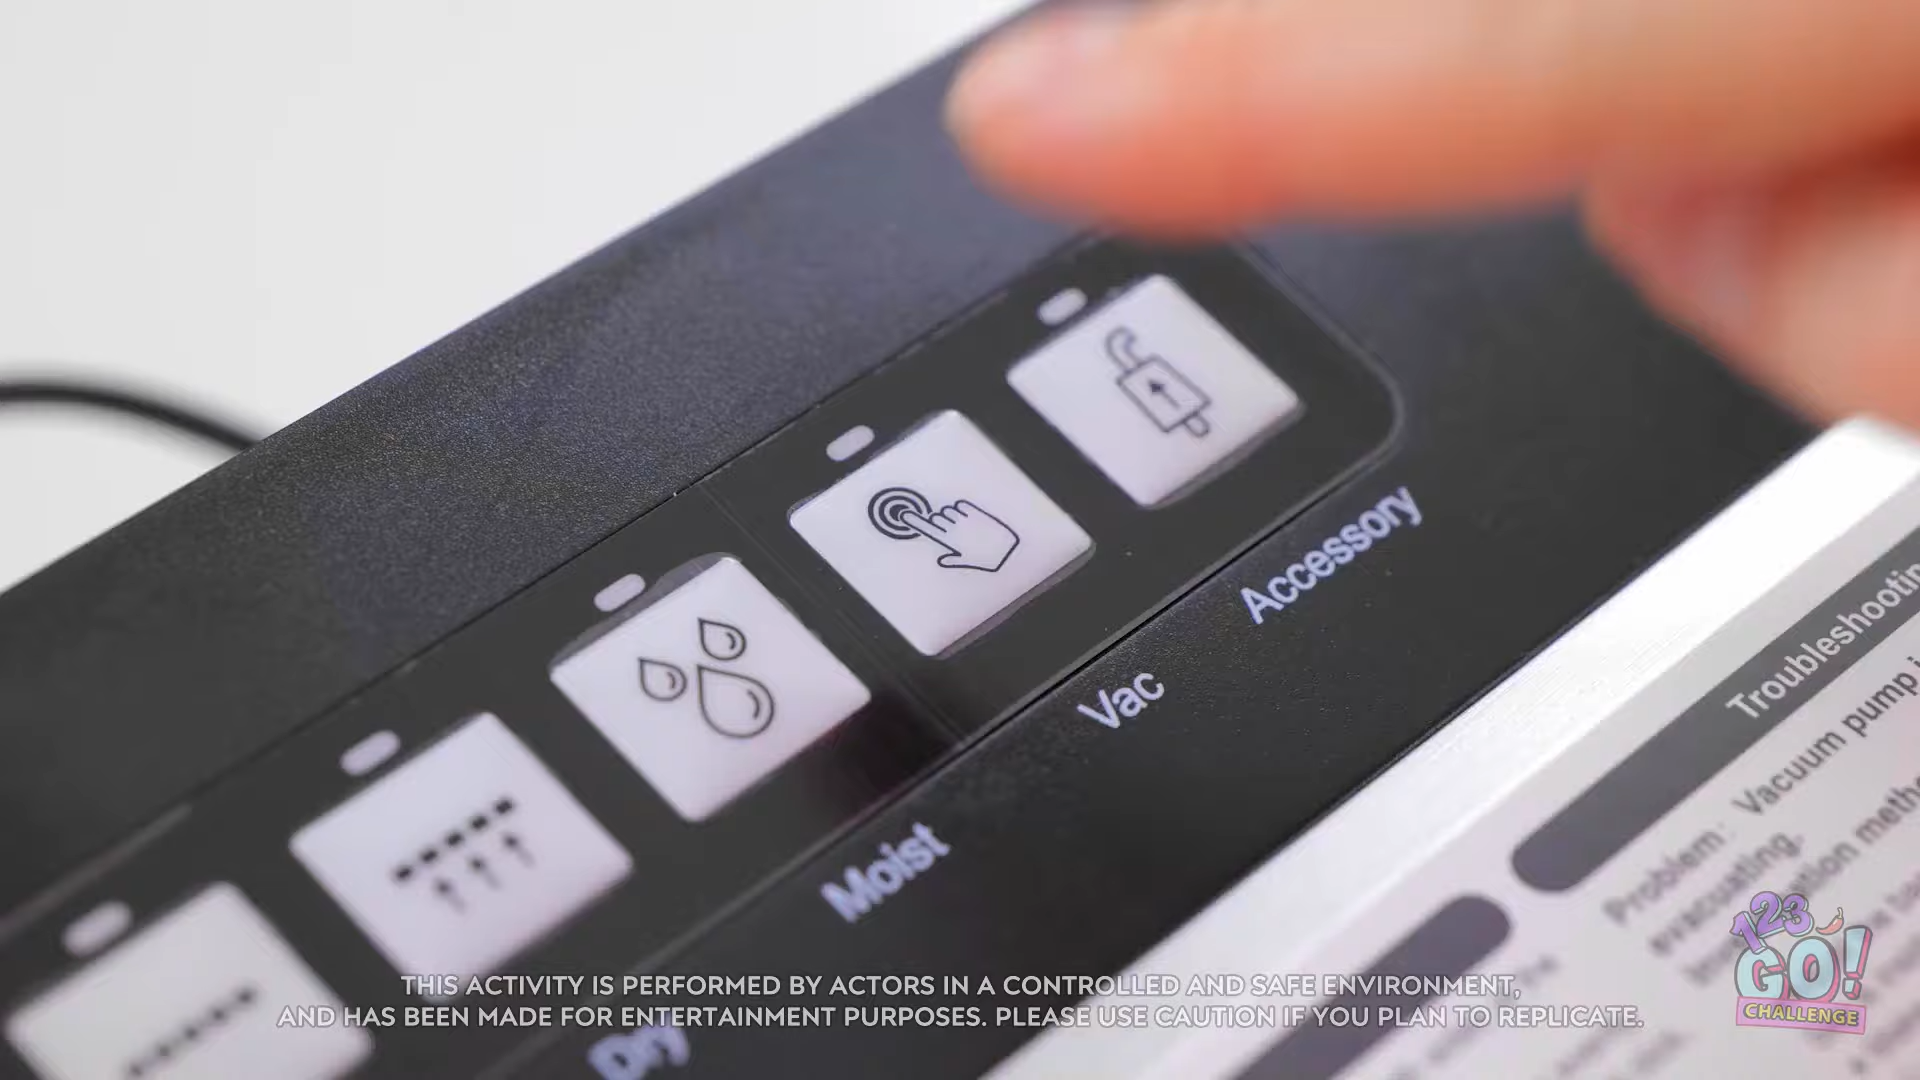 Accessory
Vac
Moist
Dry
Troubleshootin
Problem: Vacuum pump i
evacuating.
THIS ACTIVITY IS PERFORMED BY ACTORS IN A CONTROLLED AND SAFE ENVIRONMENT,
AND HAS BEEN MADE FOR ENTERTAINMENT PURPOSES. PLEASE USE CAUTION IF YOU PLAN TO REPLICATE.
123
GO!
CHALLENGE